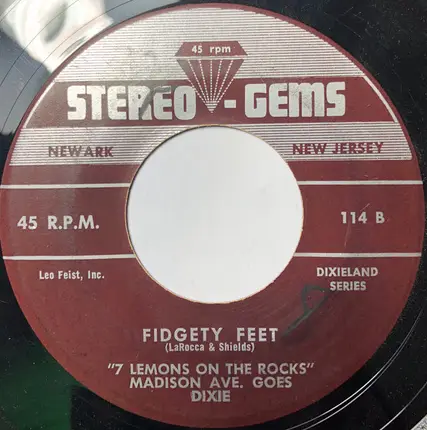 45 rpm
STEREO-GEMS
NEWARK NEW JERSEY
45 R.P.M. 114 B
Leo Feist, Inc. DIXIELAND
SERIES
FIDGETY FEET
(LaRocca & Shields)
"7 LEMONS ON THE ROCKS"
MADISON AVE. GOES
DIXIE